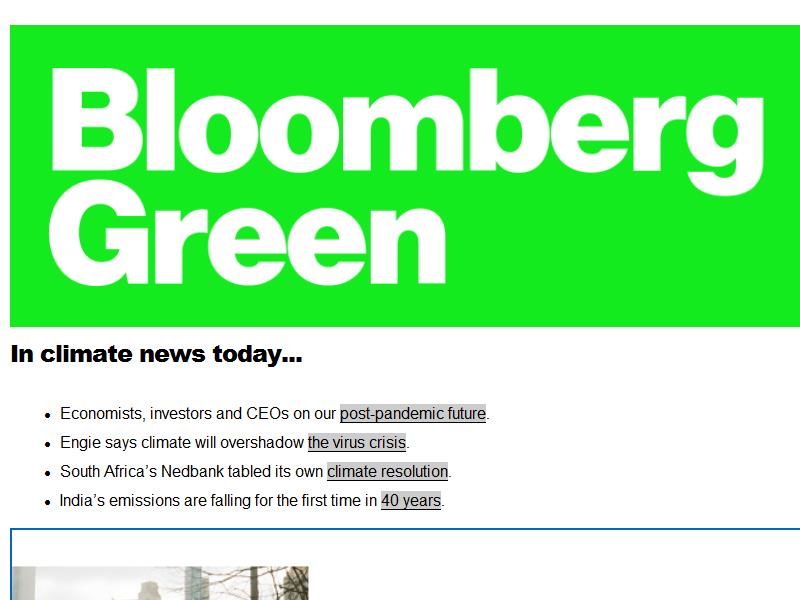 Bloomberg
Green
In climate news today...
• Economists, investors and CEOs on our post-pandemic future.
• Engie says climate will overshadow the virus crisis.
• South Africa’s Nedbank tabled its own climate resolution.
• India’s emissions are falling for the first time in 40 years.